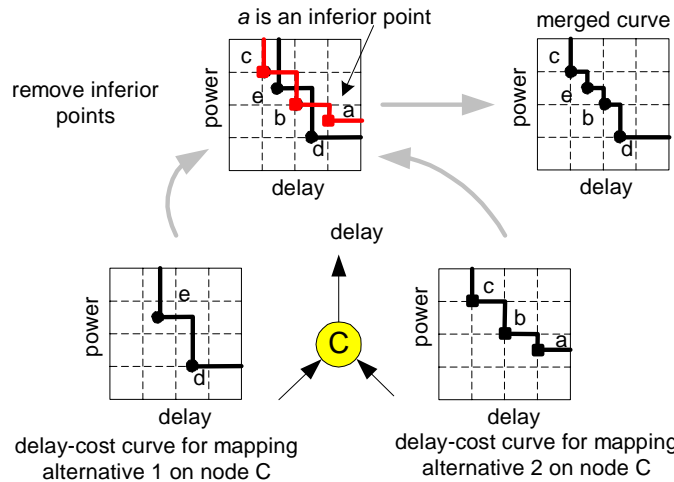 a is an inferior point
merged curve
remove inferior
points
power
c
e
b
a
d
delay
power
c
e
b
d
delay
delay
power
e
d
delay
C
power
c
b
a
delay
delay-cost curve for mapping
alternative 1 on node C
delay-cost curve for mapping
alternative 2 on node C